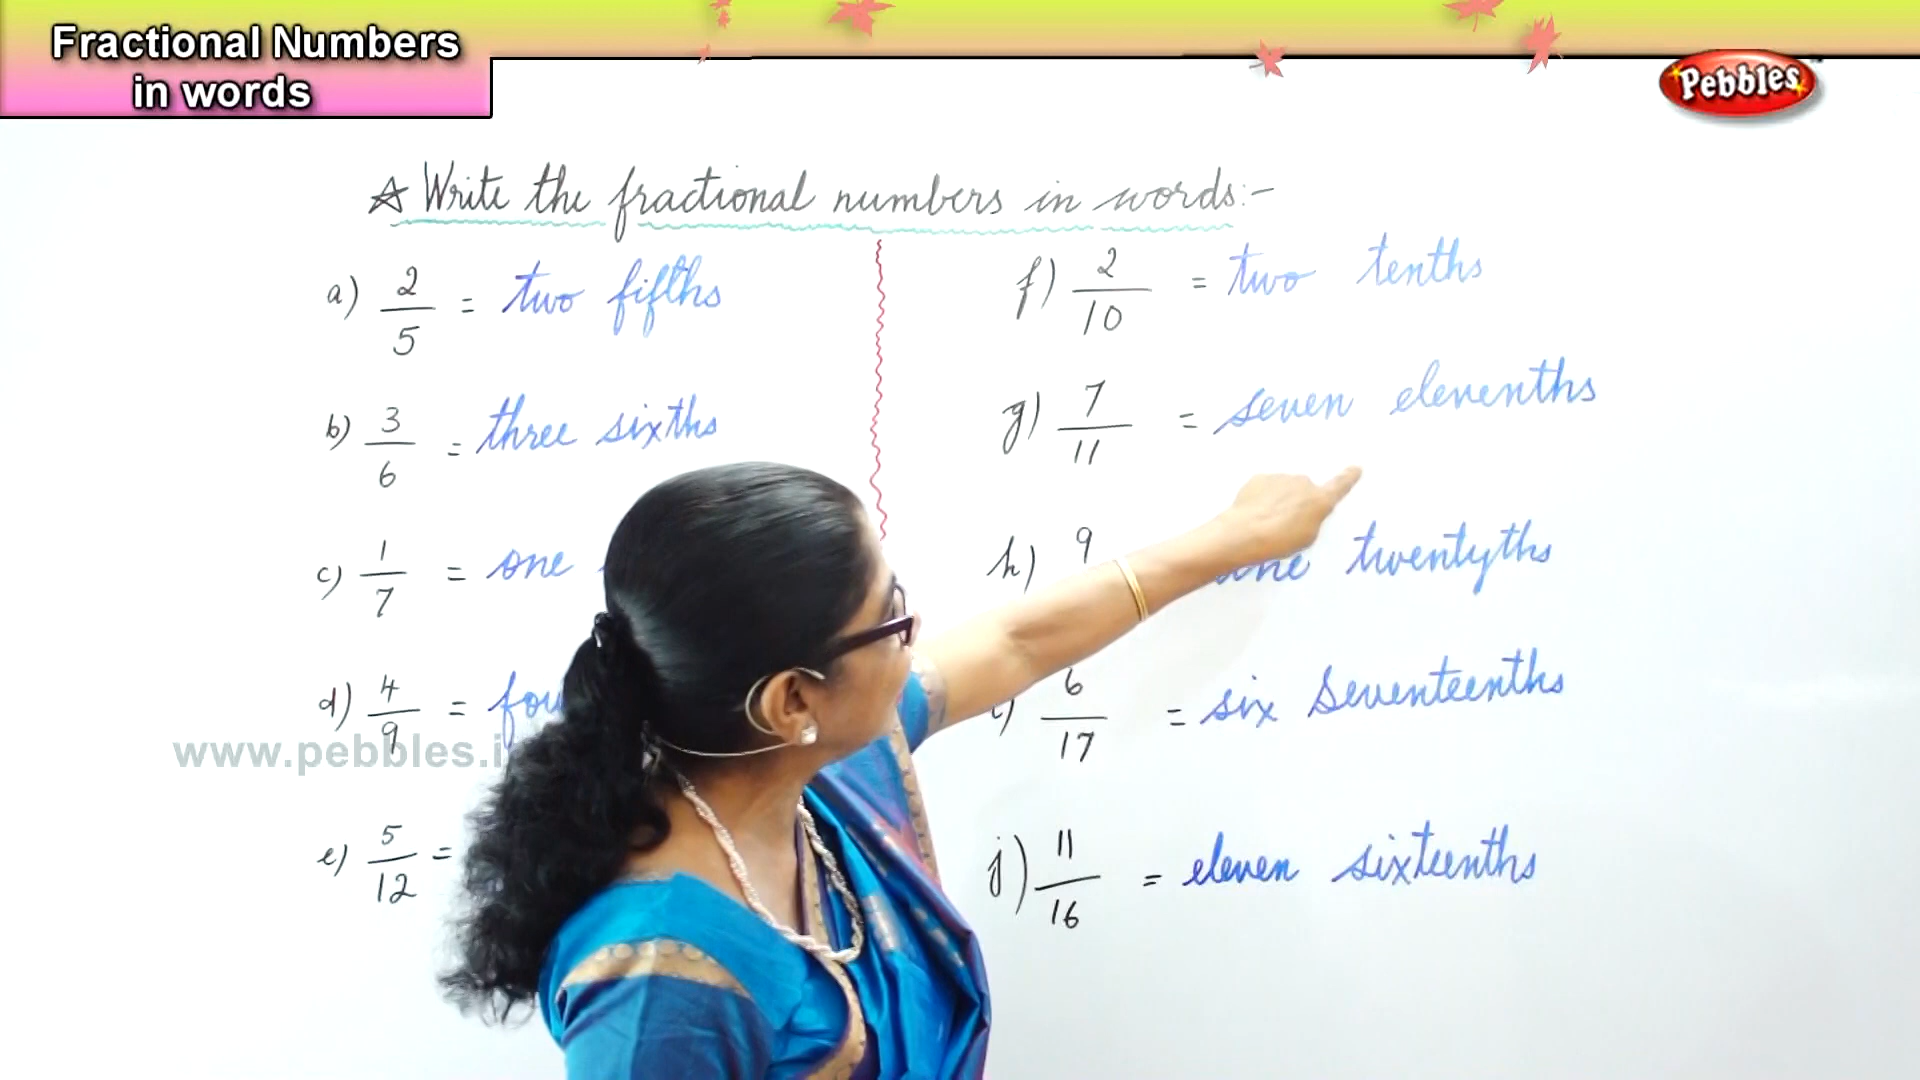 Fractional Numbers
in words
Pebbles
☆ Write the fractional numbers in words:-
a) 2/5 = two fifths
b) 3/6 = three sixths
c) 1/7 = one
d) 4/9 =
e) 5/12 =
f) 2/10 = two tenths
g) 7/11 = seven elevenths
h) 9 twentyths
6/17 = six seventeenths
j) 11/16 = eleven sixteenths
www.pebbles.i